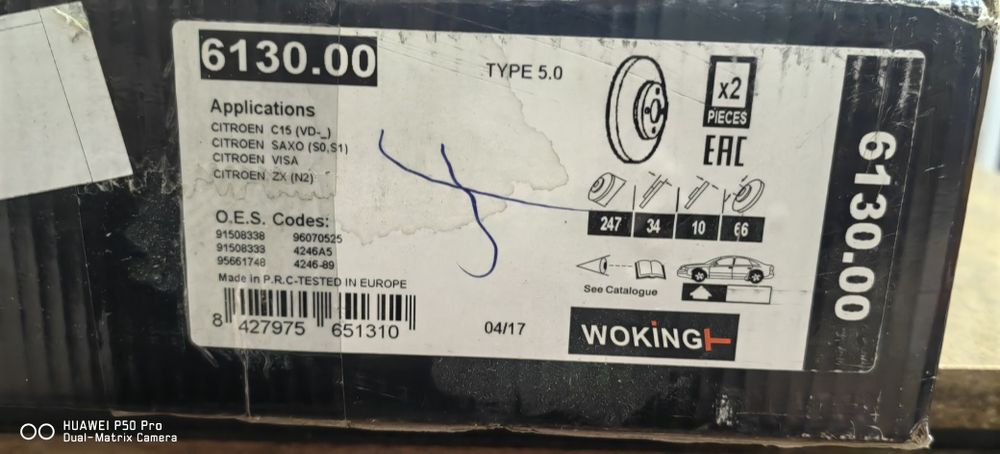 6130.00
TYPE 5.0
x2
PIECES
EAC
Applications
CITROEN C15 (VD-_)
CITROEN SAXO (S0,S1)
CITROEN VISA
CITROEN ZX (N2)
247 34 10 66
O.E.S. Codes:
91508338 96070525
91508333 4246A5
95661748 4246-89
Made in P.R.C-TESTED IN EUROPE
8 427975 651310
04/17
See Catalogue
WOKING
6130.00
HUAWEI P50 Pro
Dual-Matrix Camera